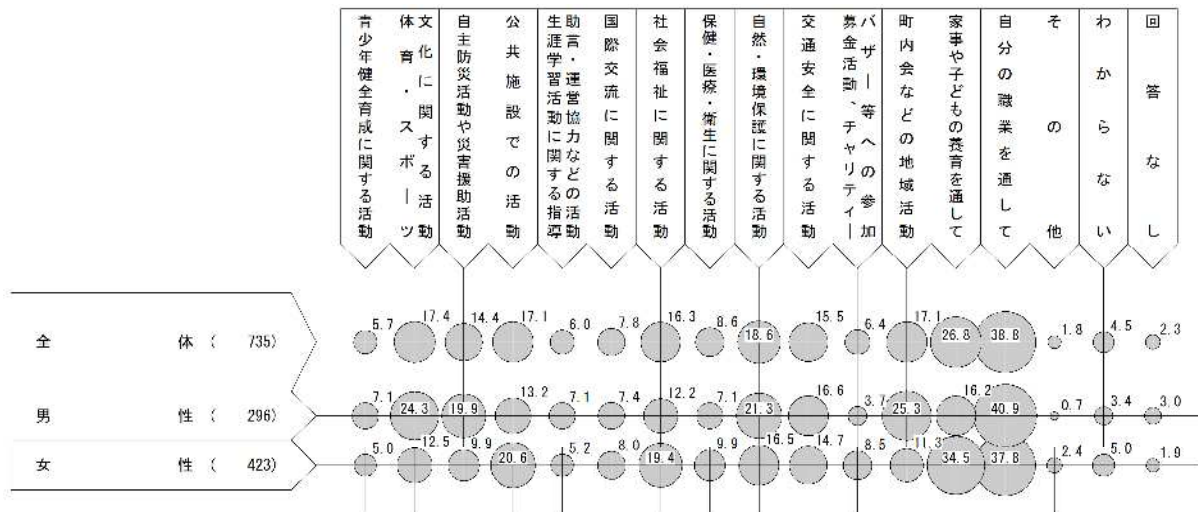 青少年健全育成に関する活動
体育・スポーツ
文化に関する活動
自主防災活動や災害援助活動
公共施設での活動
生涯学習活動に関する指導
助言・運営協力などの活動
国際交流に関する活動
社会福祉に関する活動
保健・医療・衛生に関する活動
自然・環境保護に関する活動
交通安全に関する活動
募金活動、チャリティー
バザー等への参加
町内会などの地域活動
家事や子どもの養育を通して
自分の職業を通して
その他
わからない
回答なし
全体(735) 5.7 17.4 14.4 17.1 6.0 7.8 16.3 8.6 18.6 15.5 6.4 17.1 26.8 38.8 1.8 4.5 2.3
男性(296) 7.1 24.3 19.9 13.2 7.1 7.4 12.2 7.1 21.3 16.6 3.7 25.3 16.2 40.9 0.7 3.4 3.0
女性(423) 5.0 12.5 9.9 20.6 5.2 8.0 19.4 9.9 16.5 14.7 8.5 11.3 34.5 37.8 2.4 5.0 1.9